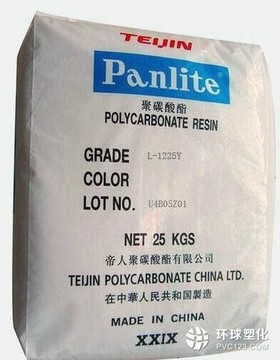 TEIJIN
Panlite®
聚碳酸酯
POLYCARBONATE RESIN
GRADE L-1225Y
COLOR
LOT NO. U4B05Z01
NET 25 KGS
帝人聚碳酸酯有限公司
TEIJIN POLYCARBONATE CHINA LTD.
在中華人民共和国製造
MADE IN CHINA
XXIX
环球塑化
PVC123.COM